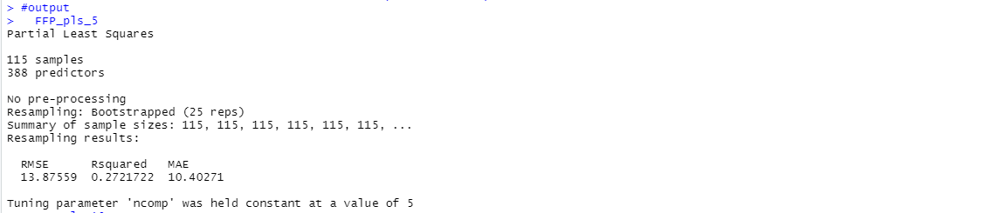 > #output
>   FFP_pls_5
Partial Least Squares

115 samples
388 predictors

No pre-processing
Resampling: Bootstrapped (25 reps)
Summary of sample sizes: 115, 115, 115, 115, 115, 115, ...
Resampling results:

  RMSE      Rsquared   MAE
  13.87559  0.2721722  10.40271

Tuning parameter 'ncomp' was held constant at a value of 5